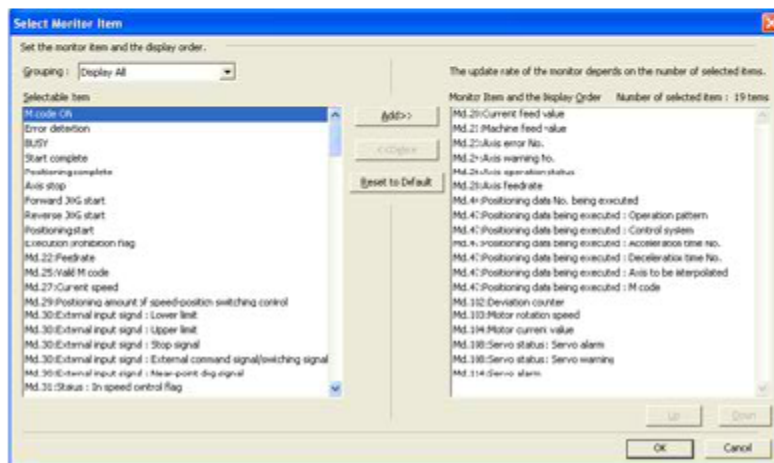 Select Monitor Item
Set the monitor item and the display order.
Grouping : Display All
The update rate of the monitor depends on the number of selected items.
Selectable Item
Monitor Item and the Display Order Number of selected item : 19 items
M code ON
Error detection
BUSY
Start complete
Positioning complete
Axis stop
Forward JOG start
Reverse JOG start
Positioning start
Execution prohibition flag
Md.22:Feedrate
Md.25:Valid M code
Md.27:Current speed
Md.29:Positioning amount of speed-position switching control
Md.30:External input signal : Lower limit
Md.30:External input signal : Upper limit
Md.30:External input signal : Stop signal
Md.30:External input signal : External command signal/switching signal
Md.30:External input signal : Near-point dog signal
Md.31:Status : In speed control flag
Add>>
<<Delete
Reset to Default
Md.20:Current feed value
Md.21:Machine feed value
Md.23:Axis error No.
Md.24:Axis warning No.
Md.26:Axis operation status
Md.28:Axis feedrate
Md.44:Positioning data No. being executed
Md.47:Positioning data being executed : Operation pattern
Md.47:Positioning data being executed : Control system
Md.47:Positioning data being executed : Acceleration time No.
Md.47:Positioning data being executed : Deceleration time No.
Md.47:Positioning data being executed : Axis to be interpolated
Md.47:Positioning data being executed : M code
Md.102:Deviation counter
Md.103:Motor rotation speed
Md.104:Motor current value
Md.108:Servo status: Servo alarm
Md.108:Servo status: Servo warning
Md.114:Servo alarm
Up
Down
OK
Cancel